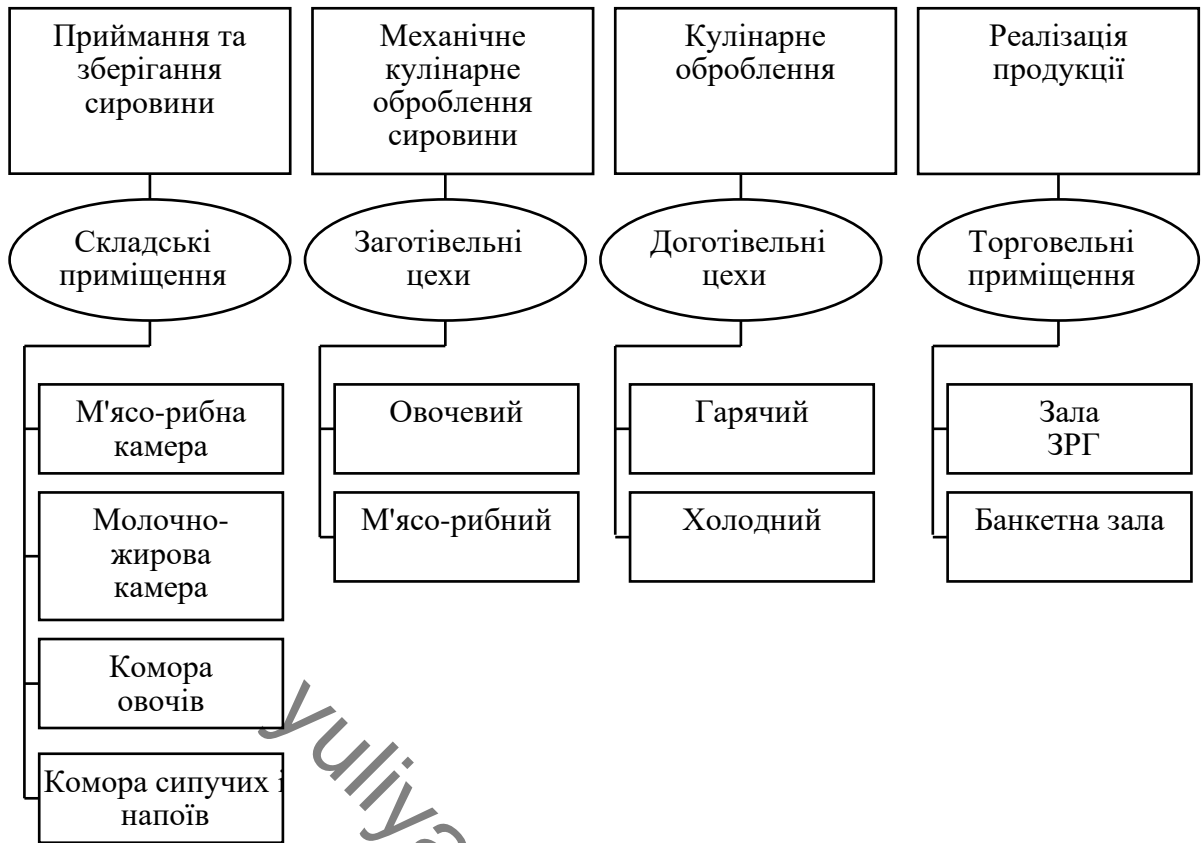 Приймання та
зберігання
сировини
Механічне
кулінарне
оброблення
сировини
Кулінарне
оброблення
Реалізація
продукції
Складські
приміщення
Заготівельні
цехи
Доготівельні
цехи
Торговельні
приміщення
М'ясо-рибна
камера
Молочно-
жирова
камера
Комора
овочів
Комора сипучих і
напоїв
Овочевий
М'ясо-рибний
Гарячий
Холодний
Зала
ЗРГ
Банкетна зала
yuliya